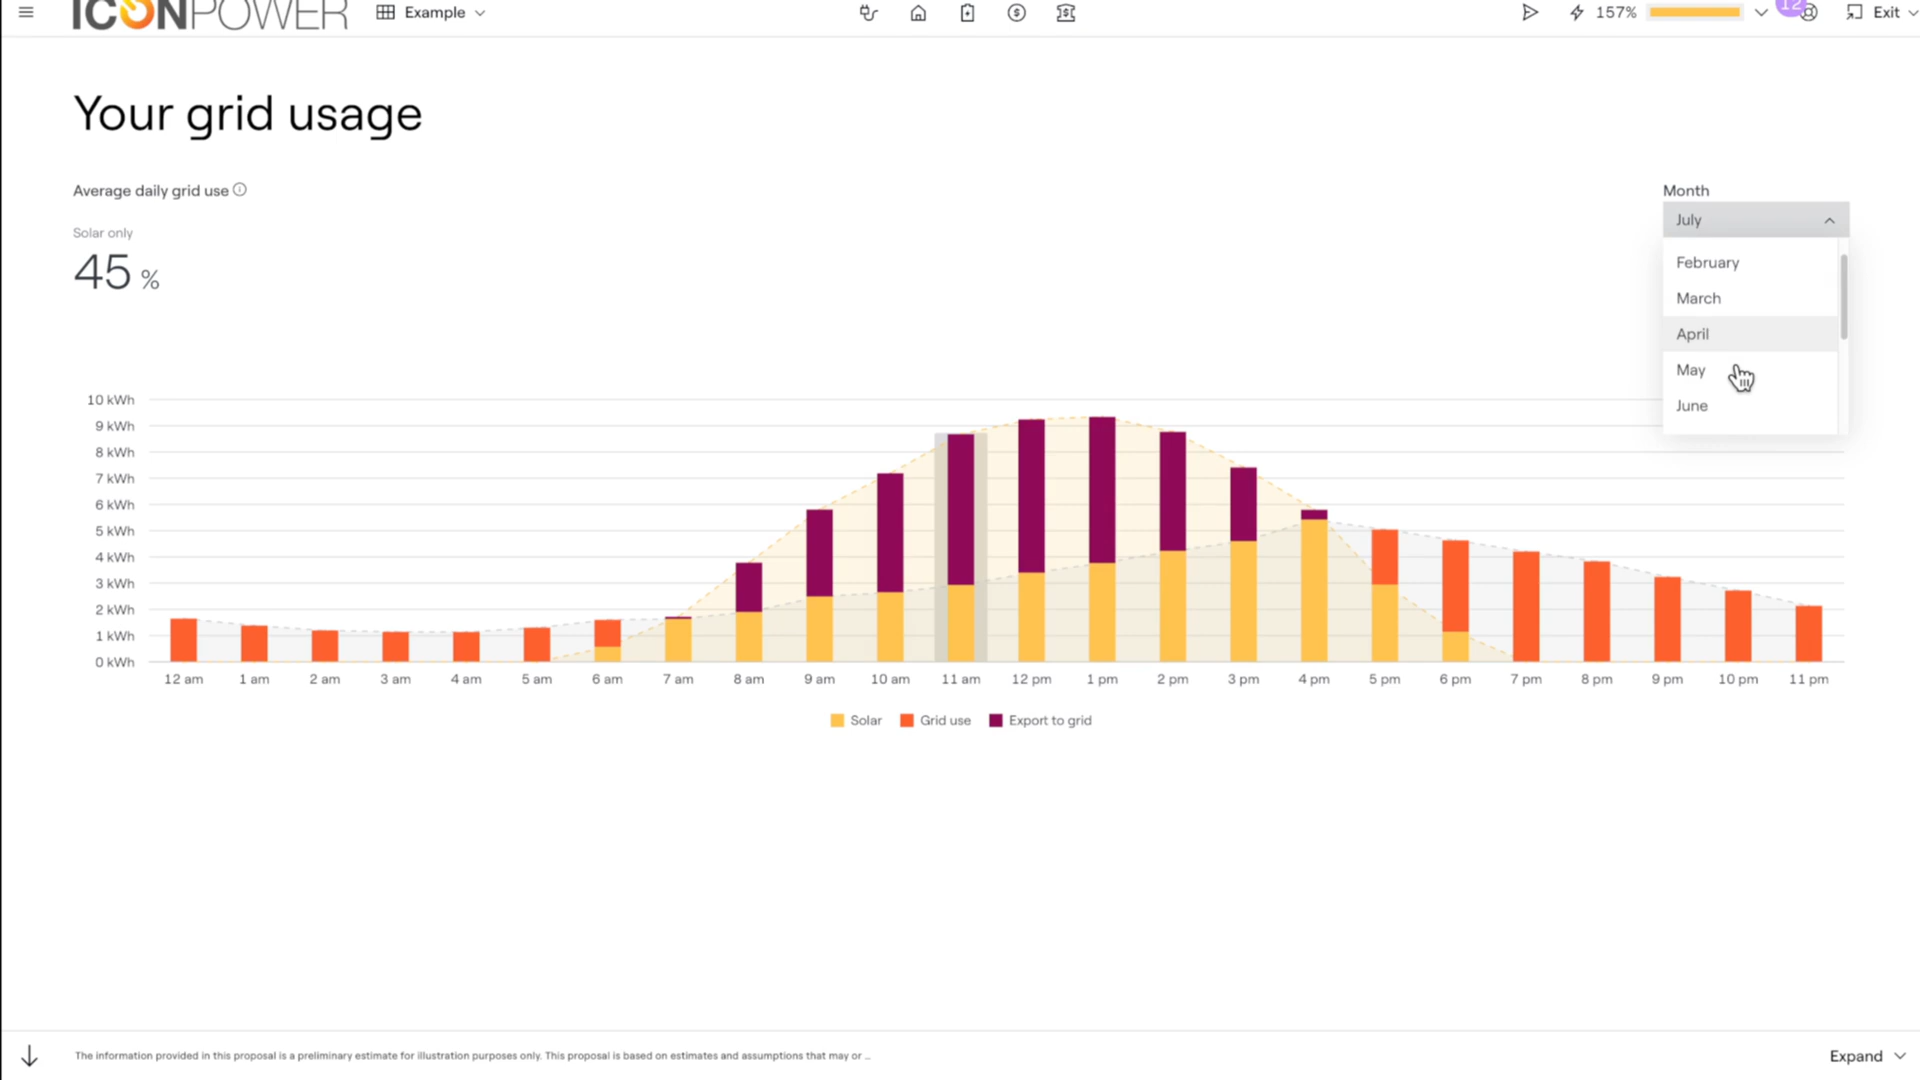 ICONPOWER
Example
157%
12
Exit
Your grid usage
Average daily grid use
Month
Solar only
July
45 %
February
March
April
May
June
10 kWh
9 kWh
8 kWh
7 kWh
6 kWh
5 kWh
4 kWh
3 kWh
2 kWh
1 kWh
0 kWh
12 am 1 am 2 am 3 am 4 am 5 am 6 am 7 am 8 am 9 am 10 am 11 am 12 pm 1 pm 2 pm 3 pm 4 pm 5 pm 6 pm 7 pm 8 pm 9 pm 10 pm 11 pm
Solar Grid use Export to grid
The information provided in this proposal is a preliminary estimate for illustration purposes only. This proposal is based on estimates and assumptions that may or ...
Expand